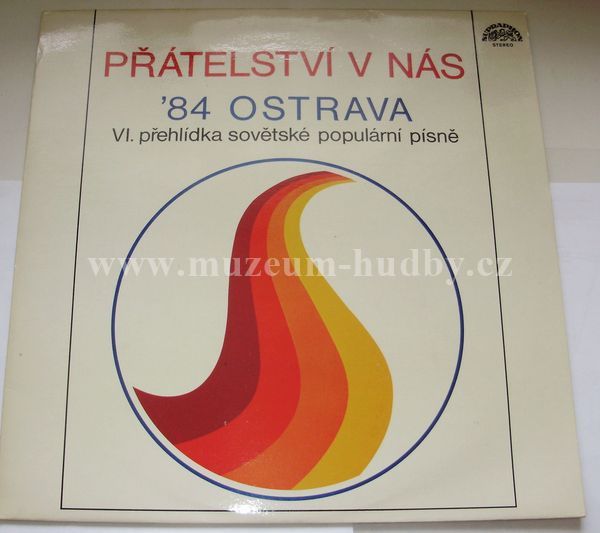 SUPRAPHON
STEREO
PŘÁTELSTVÍ V NÁS
'84 OSTRAVA
VI. přehlídka sovětské populární písně
www.muzeum-hudby.cz